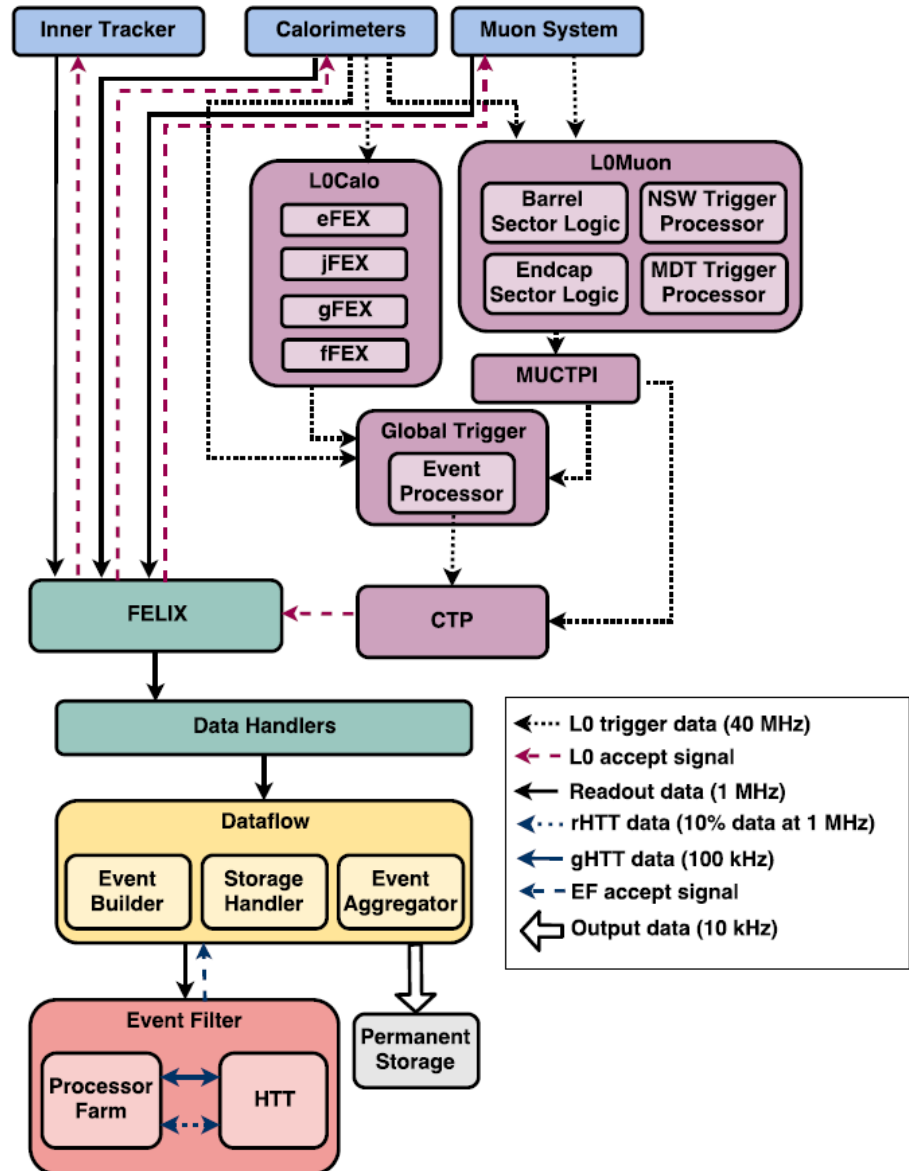 Inner Tracker
Calorimeters
Muon System
L0Calo
eFEX
jFEX
gFEX
fFEX
L0Muon
Barrel
Sector Logic
NSW Trigger
Processor
Endcap
Sector Logic
MDT Trigger
Processor
MUCTPI
Global Trigger
Event
Processor
FELIX
CTP
Data Handlers
Dataflow
Event
Builder
Storage
Handler
Event
Aggregator
Event Filter
Processor
Farm
HTT
Permanent
Storage
L0 trigger data (40 MHz)
L0 accept signal
Readout data (1 MHz)
rHTT data (10% data at 1 MHz)
gHTT data (100 kHz)
EF accept signal
Output data (10 kHz)